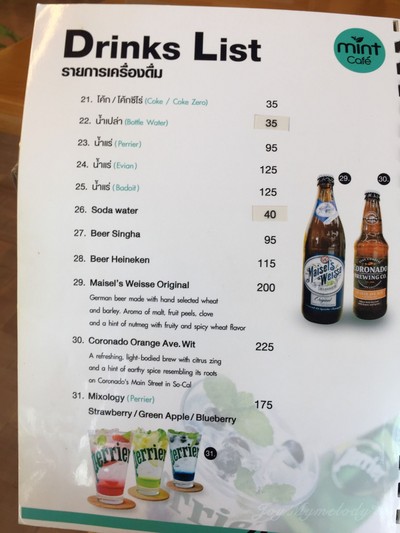 Drinks List
รายการเครื่องดื่ม
mint
Café
21. โค้ก / โค้กซีโร่ (Coke / Coke Zero) 35
22. น้ำเปล่า (Bottle Water) 35
23. น้ำแร่ (Perrier) 95
24. น้ำแร่ (Evian) 125
25. น้ำแร่ (Badoit) 125
26. Soda water 40
27. Beer Singha 95
28. Beer Heineken 115
29. Maisel's Weisse Original 200
German beer made with hand selected wheat
and barley. Aroma of malt, fruit peels, clove
and a hint of nutmeg with fruity and spicy wheat flavor
30. Coronado Orange Ave.Wit 225
A refreshing, light-bodied brew with citrus zing
and a hint of earthy spice resembling its roots
on Coronado's Main Street in So-Cal
31. Mixology (Perrier) 175
Strawberry / Green Apple / Blueberry
29.
30.
Maisel's
Weisse
Original
CORONADO
BREWING CO.
31.
Perrier
Perrier
Perrier